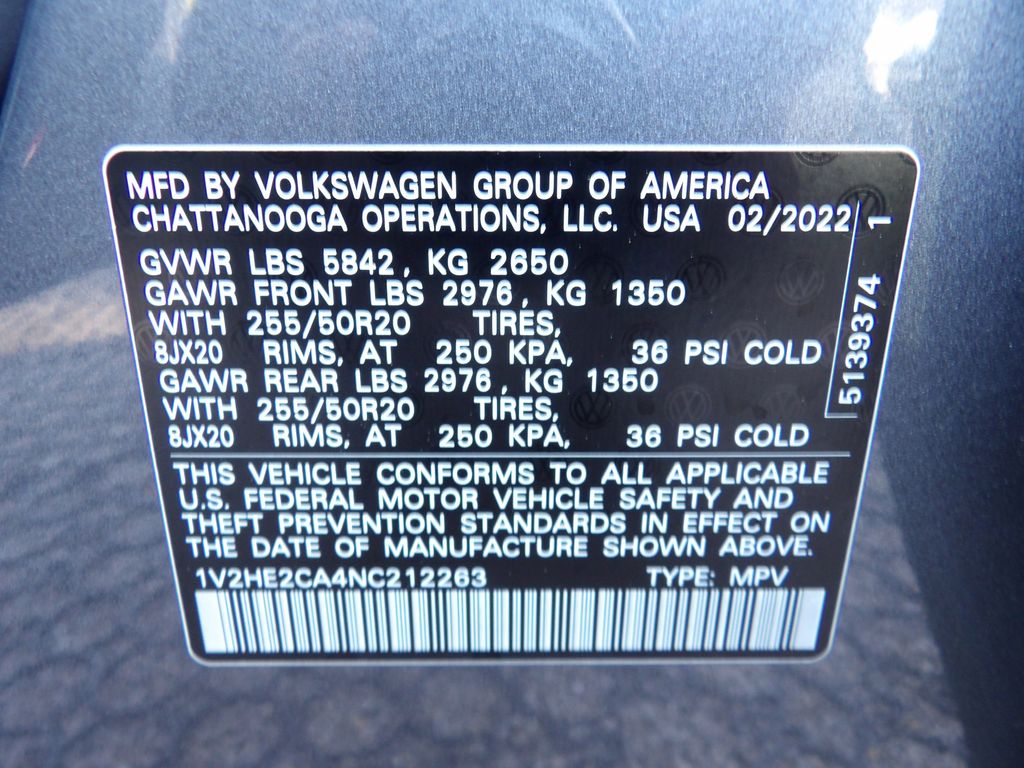 MFD BY VOLKSWAGEN GROUP OF AMERICA
CHATTANOOGA OPERATIONS, LLC. USA 02/2022
GVWR LBS 5842, KG 2650
GAWR FRONT LBS 2976, KG 1350
WITH 255/50R20 TIRES,
8JX20 RIMS, AT 250 KPA, 36 PSI COLD
GAWR REAR LBS 2976, KG 1350
WITH 255/50R20 TIRES,
8JX20 RIMS, AT 250 KPA, 36 PSI COLD
5139374 1
THIS VEHICLE CONFORMS TO ALL APPLICABLE
U.S. FEDERAL MOTOR VEHICLE SAFETY AND
THEFT PREVENTION STANDARDS IN EFFECT ON
THE DATE OF MANUFACTURE SHOWN ABOVE.
1V2HE2CA4NC212263 TYPE: MPV